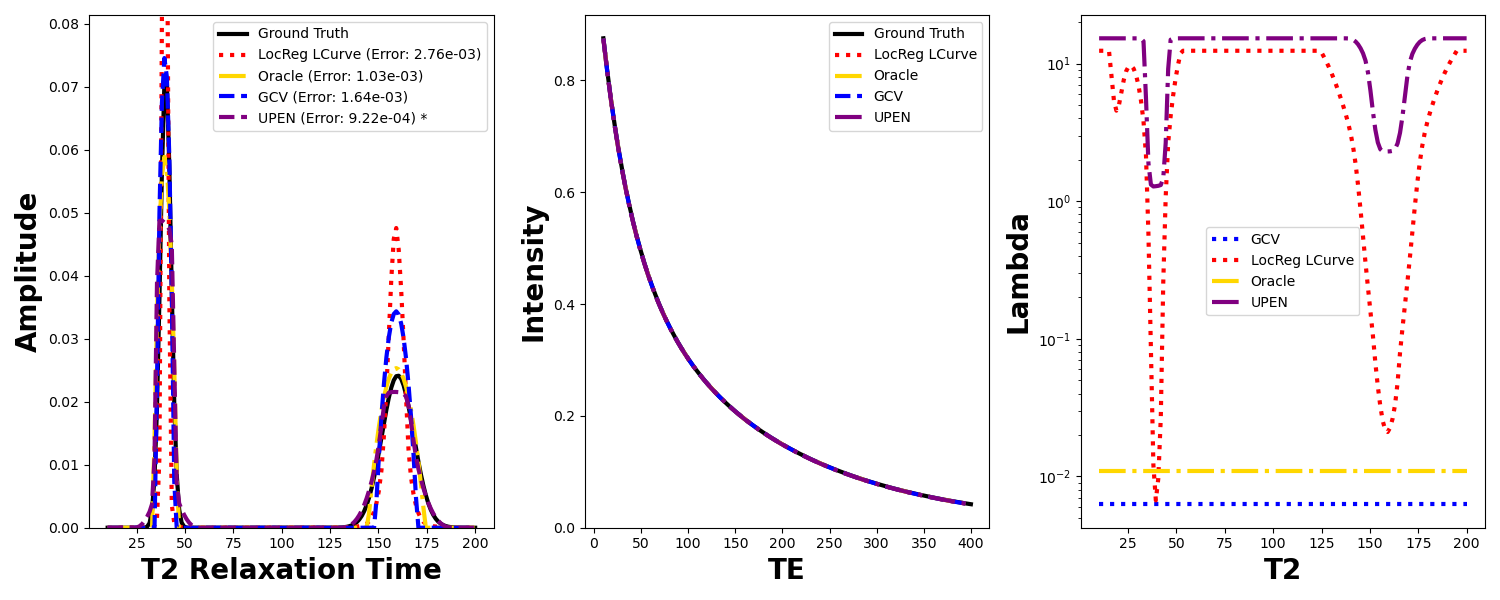 0.08
0.07
0.06
0.05
0.04
0.03
0.02
0.01
0.00
Amplitude
Ground Truth
LocReg LCurve (Error: 2.76e-03)
Oracle (Error: 1.03e-03)
GCV (Error: 1.64e-03)
UPEN (Error: 9.22e-04) *
25 50 75 100 125 150 175 200
T2 Relaxation Time
0.8
0.6
0.4
0.2
0.0
Intensity
Ground Truth
LocReg LCurve
Oracle
GCV
UPEN
0 50 100 150 200 250 300 350 400
TE
10¹
10⁰
10⁻¹
10⁻²
Lambda
GCV
LocReg LCurve
Oracle
UPEN
25 50 75 100 125 150 175 200
T2